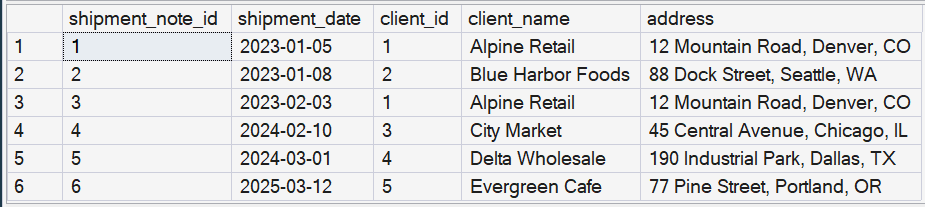 shipment_note_id shipment_date client_id client_name address
1 1 2023-01-05 1 Alpine Retail 12 Mountain Road, Denver, CO
2 2 2023-01-08 2 Blue Harbor Foods 88 Dock Street, Seattle, WA
3 3 2023-02-03 1 Alpine Retail 12 Mountain Road, Denver, CO
4 4 2024-02-10 3 City Market 45 Central Avenue, Chicago, IL
5 5 2024-03-01 4 Delta Wholesale 190 Industrial Park, Dallas, TX
6 6 2025-03-12 5 Evergreen Cafe 77 Pine Street, Portland, OR